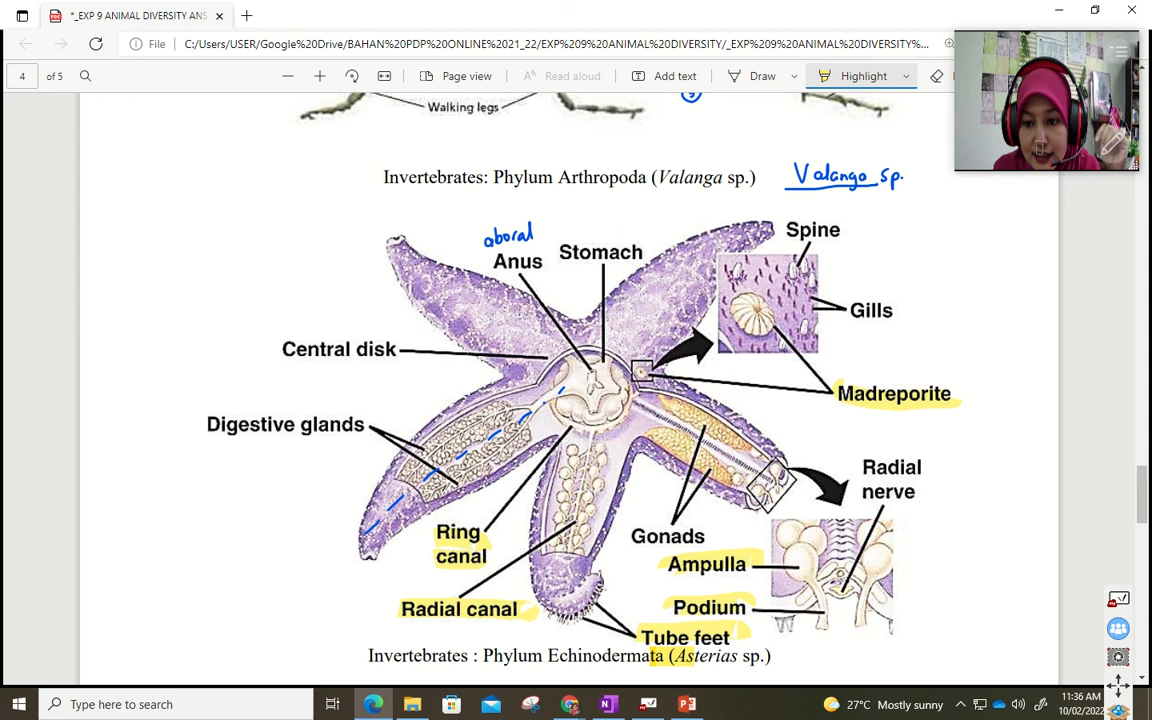 *_EXP 9 ANIMAL DIVERSITY ANS
File
C:/Users/USER/Google%20Drive/BAHAN%20PDP%20ONLINE%202021_22/EXP%209%20ANIMAL%20DIVERSITY/_EXP%209%20ANIMAL%20DIVERSITY%...
4 of 5
Page view
Read aloud
Add text
Draw
Highlight
Walking legs
Invertebrates: Phylum Arthropoda (Valanga sp.)
Valanga sp.
aboral
Anus
Stomach
Spine
Gills
Central disk
Madreporite
Digestive glands
Radial
nerve
Ring
canal
Gonads
Ampulla
Radial canal
Podium
Tube feet
Invertebrates : Phylum Echinodermata (Asterias sp.)
Type here to search
27°C Mostly sunny
11:36 AM
10/02/2022